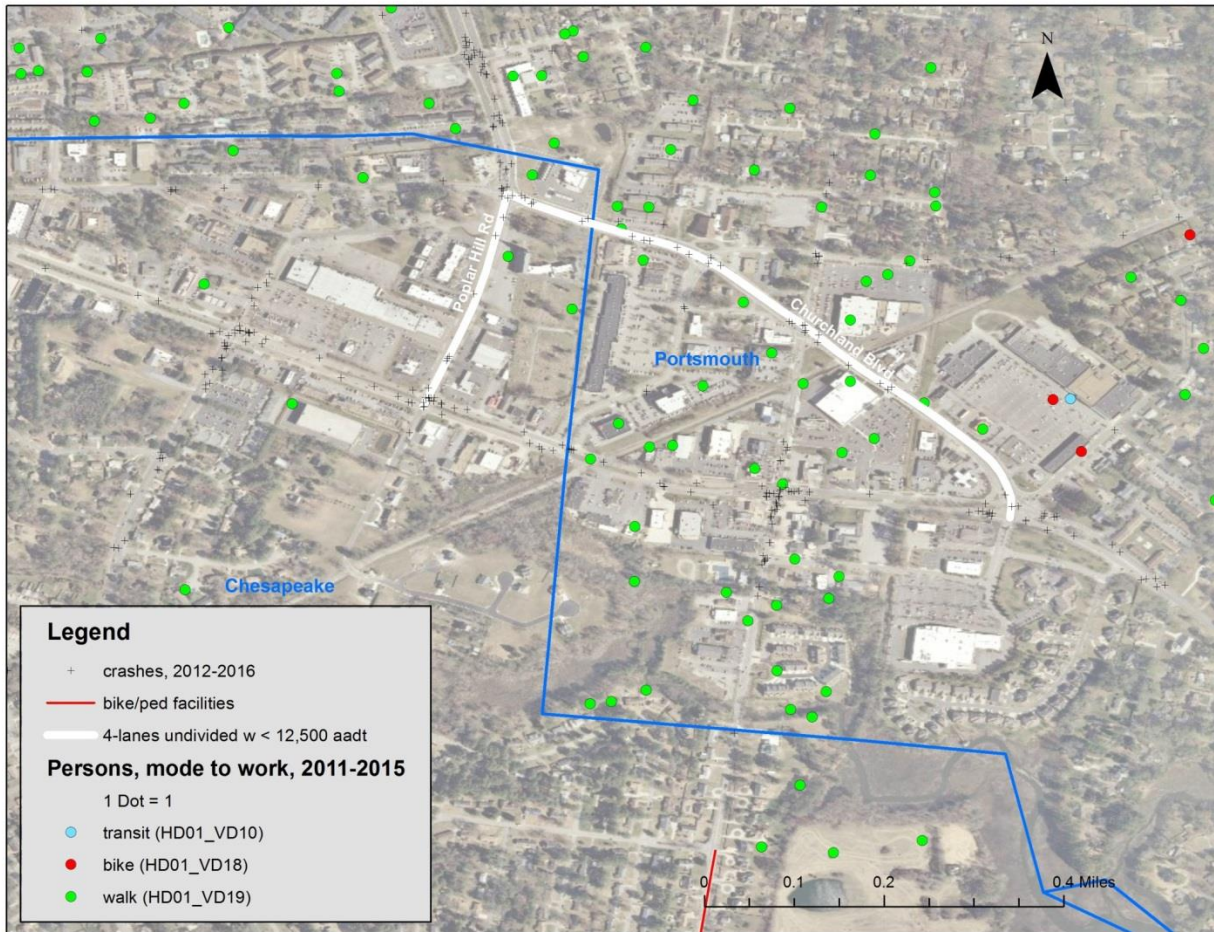 N
Poplar Hill Rd
Churchland Blvd
Portsmouth
Chesapeake
Legend
crashes, 2012-2016
bike/ped facilities
4-lanes undivided w < 12,500 aadt
Persons, mode to work, 2011-2015
1 Dot = 1
transit (HD01_VD10)
bike (HD01_VD18)
walk (HD01_VD19)
0 0.1 0.2 0.4 Miles